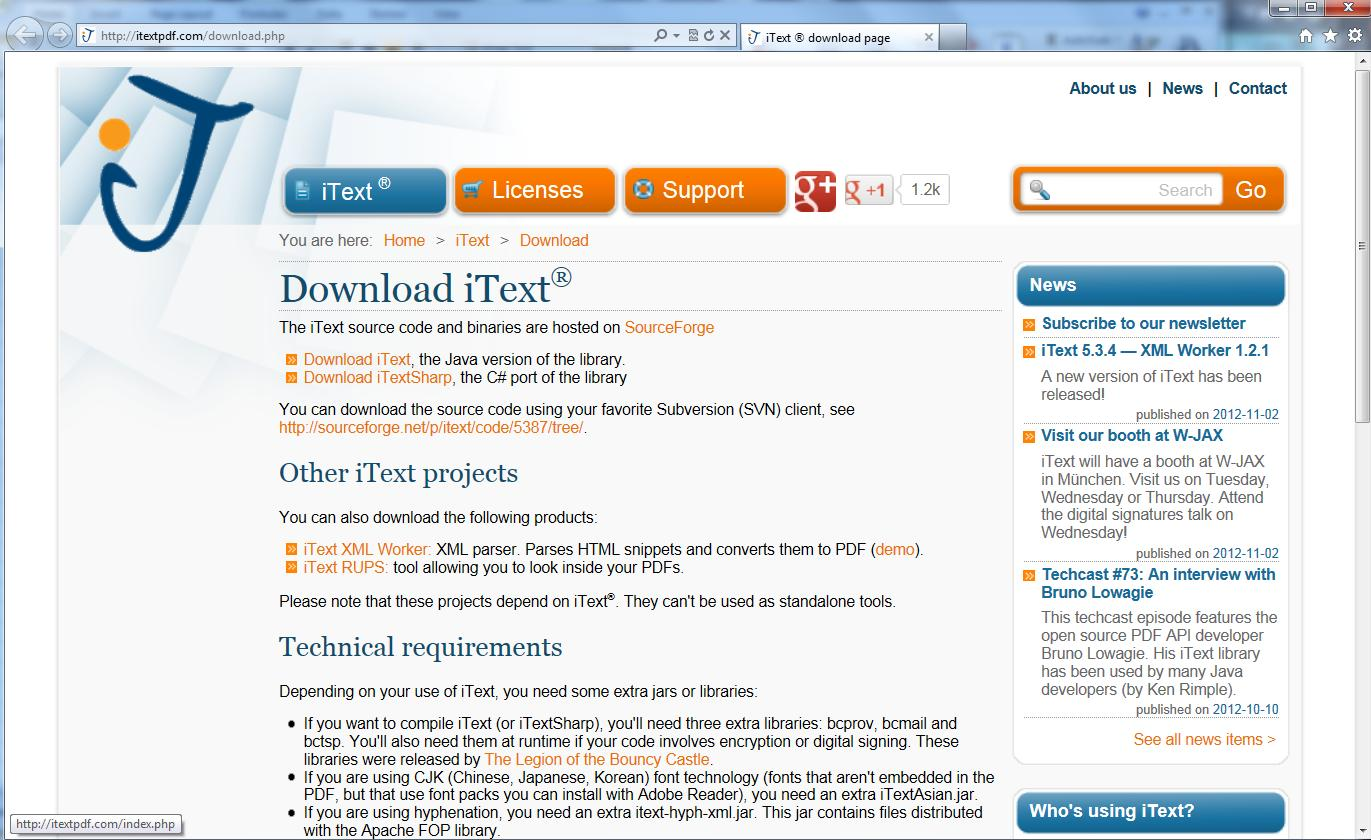 http://itextpdf.com/download.php
iText ® download page
About us | News | Contact
iText ®
Licenses
Support
g+
g +1
1.2k
Search
Go
You are here: Home > iText > Download
Download iText®
The iText source code and binaries are hosted on SourceForge
Download iText, the Java version of the library.
Download iTextSharp, the C# port of the library
You can download the source code using your favorite Subversion (SVN) client, see
http://sourceforge.net/p/itext/code/5387/tree/.
Other iText projects
You can also download the following products:
iText XML Worker: XML parser. Parses HTML snippets and converts them to PDF (demo).
iText RUPS: tool allowing you to look inside your PDFs.
Please note that these projects depend on iText®. They can't be used as standalone tools.
Technical requirements
Depending on your use of iText, you need some extra jars or libraries:
If you want to compile iText (or iTextSharp), you'll need three extra libraries: bcprov, bcmail and
bctsp. You'll also need them at runtime if your code involves encryption or digital signing. These
libraries were released by The Legion of the Bouncy Castle.
If you are using CJK (Chinese, Japanese, Korean) font technology (fonts that aren't embedded in the
PDF, but that use font packs you can install with Adobe Reader), you need an extra iTextAsian.jar.
If you are using hyphenation, you need an extra itext-hyph-xml.jar. This jar contains files distributed
with the Apache FOP library.
News
Subscribe to our newsletter
iText 5.3.4 — XML Worker 1.2.1
A new version of iText has been
released!
published on 2012-11-02
Visit our booth at W-JAX
iText will have a booth at W-JAX
in München. Visit us on Tuesday,
Wednesday or Thursday. Attend
the digital signatures talk on
Wednesday!
published on 2012-11-02
Techcast #73: An interview with
Bruno Lowagie
This techcast episode features the
open source PDF API developer
Bruno Lowagie. His iText library
has been used by many Java
developers (by Ken Rimple).
published on 2012-10-10
See all news items >
Who's using iText?
http://itextpdf.com/index.php